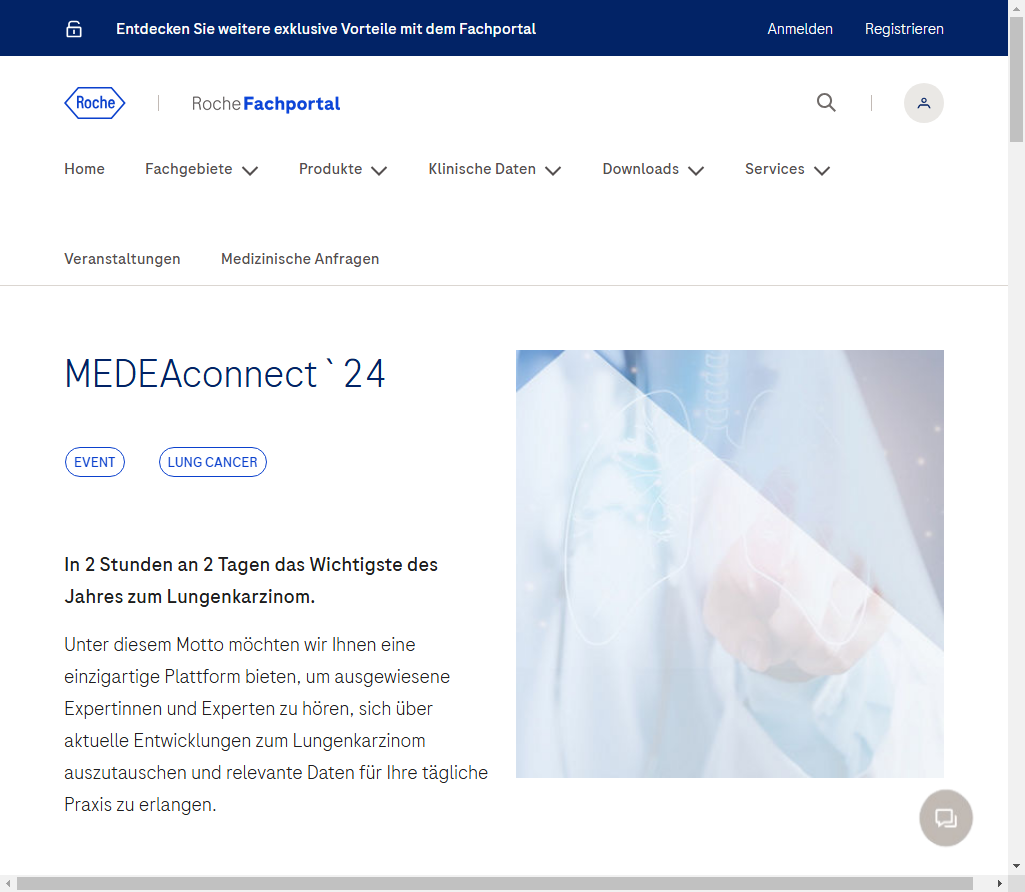 Entdecken Sie weitere exklusive Vorteile mit dem Fachportal
Anmelden
Registrieren
Roche
Roche Fachportal
Home
Fachgebiete
Produkte
Klinische Daten
Downloads
Services
Veranstaltungen
Medizinische Anfragen
MEDEAconnect`24
EVENT
LUNG CANCER
In 2 Stunden an 2 Tagen das Wichtigste des
Jahres zum Lungenkarzinom.
Unter diesem Motto möchten wir Ihnen eine
einzigartige Plattform bieten, um ausgewiesene
Expertinnen und Experten zu hören, sich über
aktuelle Entwicklungen zum Lungenkarzinom
auszutauschen und relevante Daten für Ihre tägliche
Praxis zu erlangen.